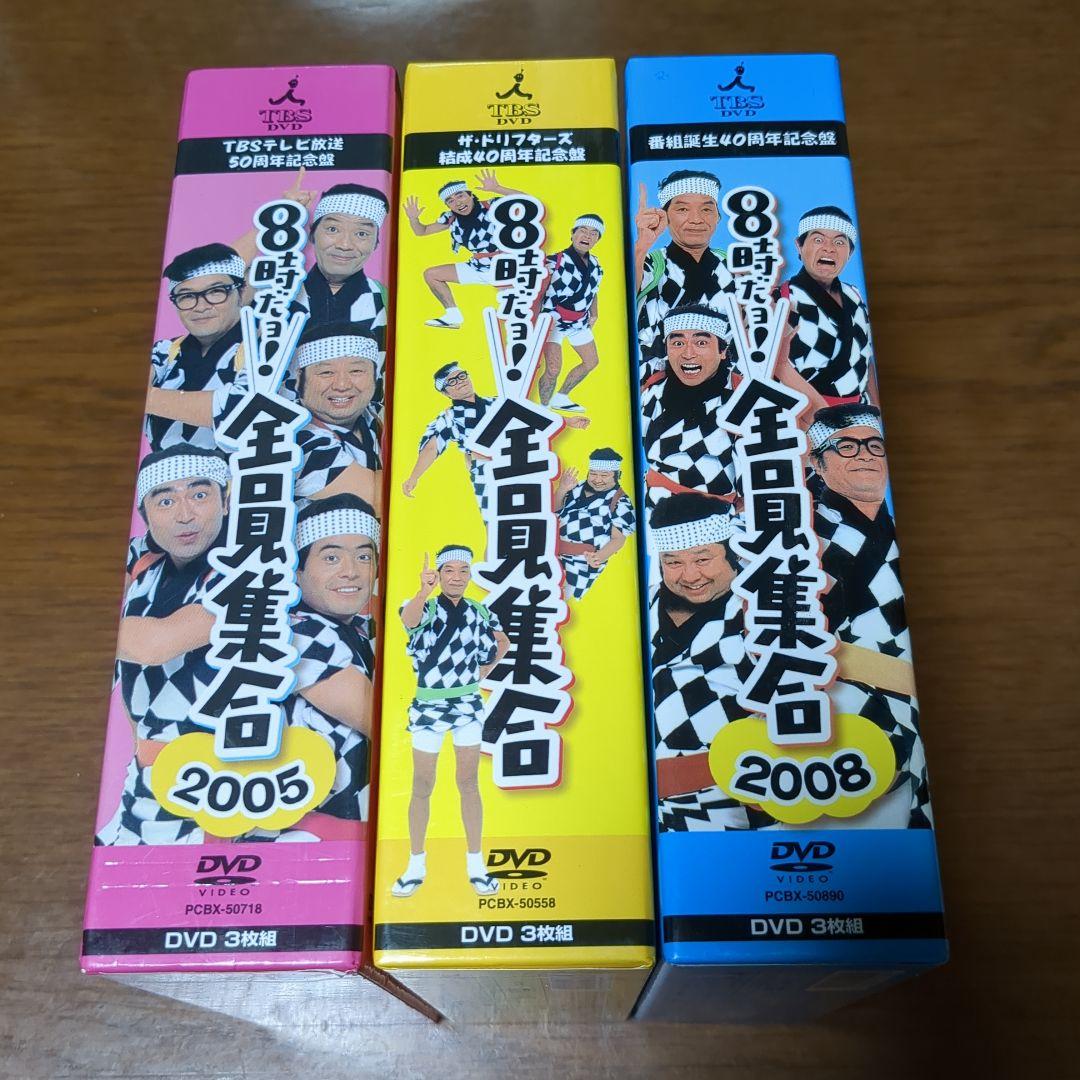 TBS
DVD
TBSテレビ放送
50周年記念盤
8時だョ!
全員集合
2005
DVD
VIDEO
PCBX-50718
DVD 3枚組
TBS
DVD
ザ・ドリフターズ
結成40周年記念盤
8時だョ!
全員集合
DVD
VIDEO
PCBX-50558
DVD 3枚組
TBS
DVD
番組誕生40周年記念盤
8時だョ!
全員集合
2008
DVD
VIDEO
PCBX-50890
DVD 3枚組